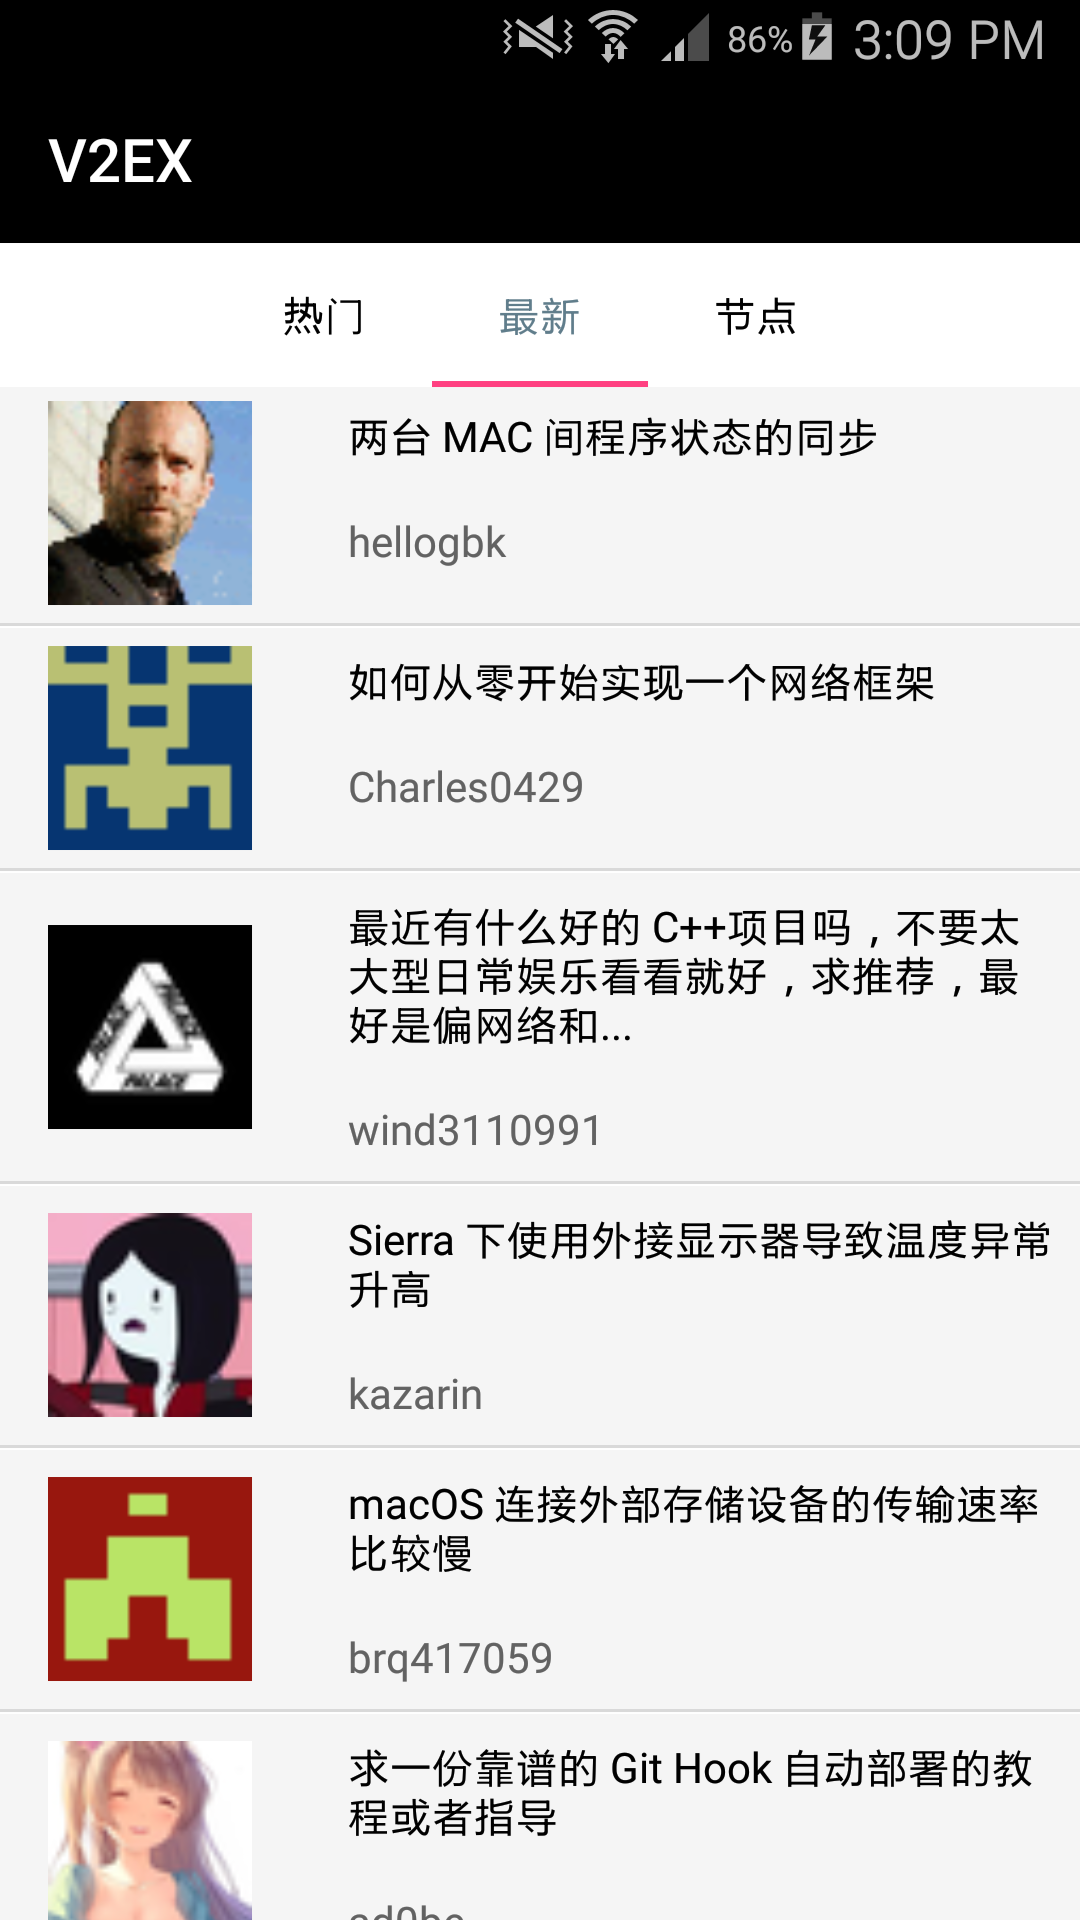 86% 3:09 PM
V2EX
热门 最新 节点
两台 MAC 间程序状态的同步
hellogbk
如何从零开始实现一个网络框架
Charles0429
最近有什么好的 C++项目吗，不要太
大型日常娱乐看看就好，求推荐，最
好是偏网络和...
PALACE
wind3110991
Sierra 下使用外接显示器导致温度异常
升高
kazarin
macOS 连接外部存储设备的传输速率
比较慢
brq417059
求一份靠谱的 Git Hook 自动部署的教
程或者指导